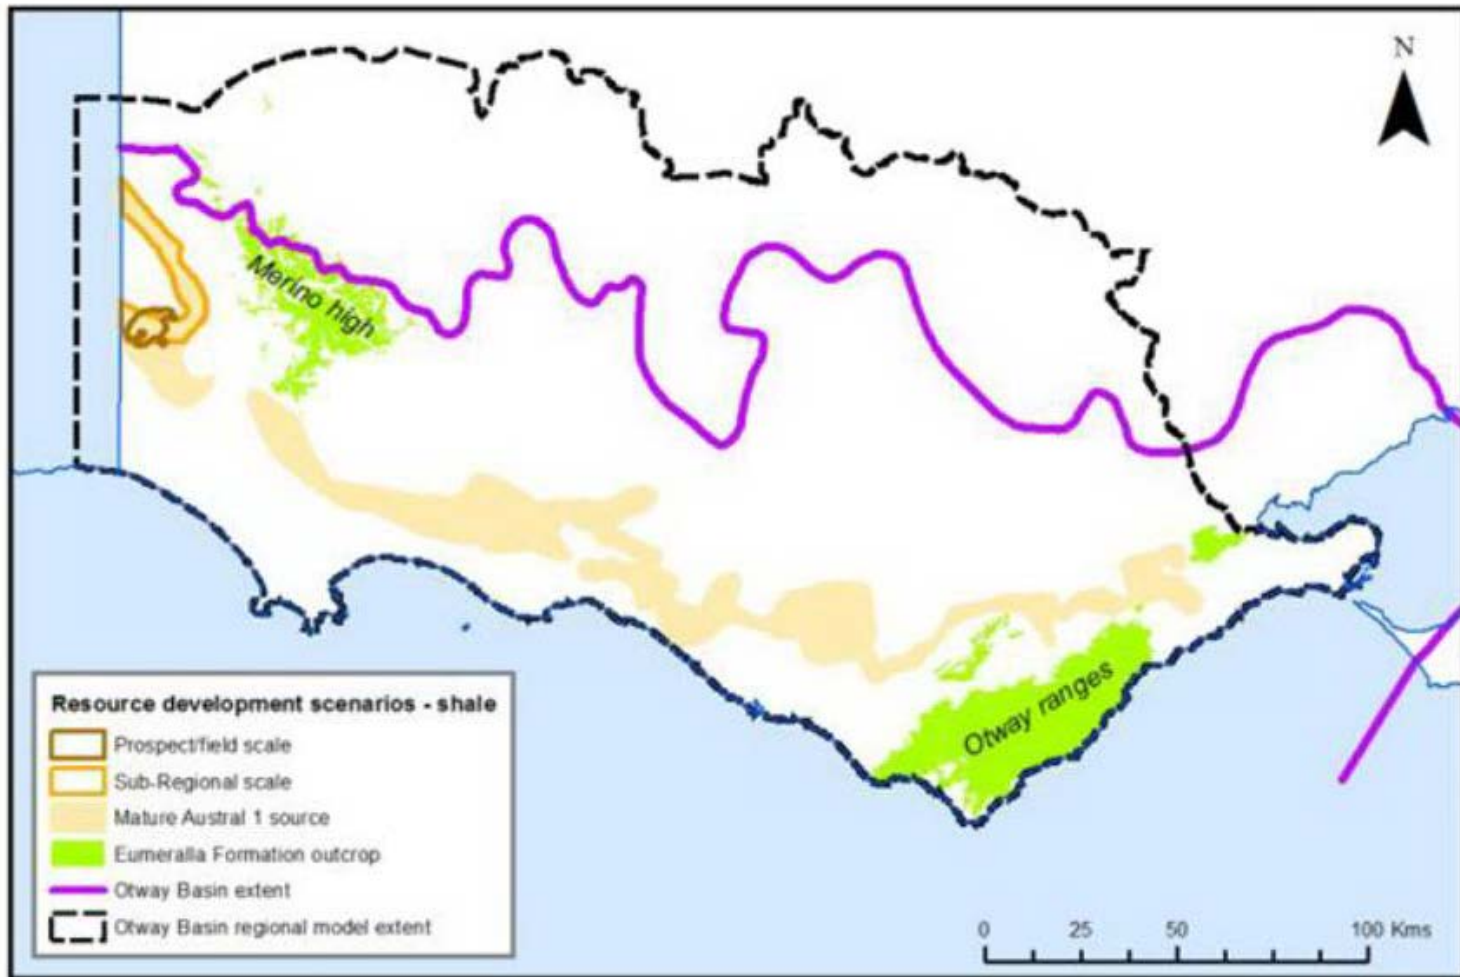 N
Merino high
Otway ranges
Resource development scenarios - shale
Prospect/field scale
Sub-Regional scale
Mature Austral 1 source
Eumeralla Formation outcrop
Otway Basin extent
Otway Basin regional model extent
0 25 50 100 Kms